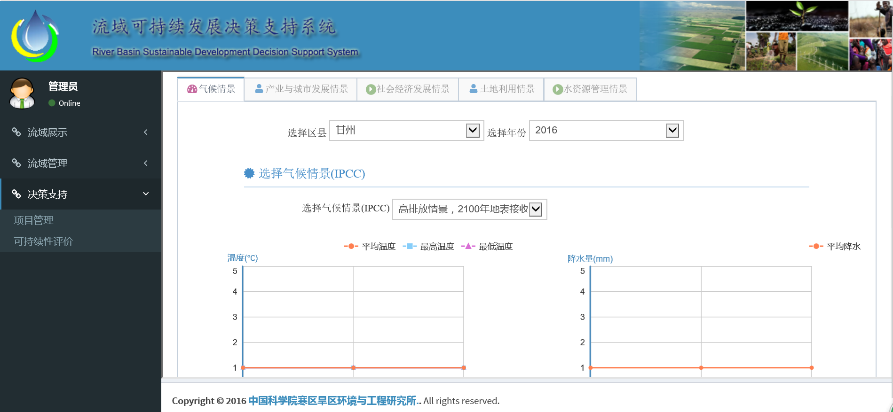 流域可持续发展决策支持系统
River Basin Sustainable Development Decision Support System
管理员
Online
流域展示
流域管理
决策支持
项目管理
可持续性评价
气候情景 产业与城市发展情景 社会经济发展情景 土地利用情景 水资源管理情景
选择区县 甘州 选择年份 2016
选择气候情景(IPCC)
选择气候情景(IPCC) 高排放情景，2100年地表接收
平均温度 最高温度 最低温度
温度(℃)
5
4
3
2
1
平均降水
降水量(mm)
5
4
3
2
1
Copyright © 2016 中国科学院寒区旱区环境与工程研究所.. All rights reserved.